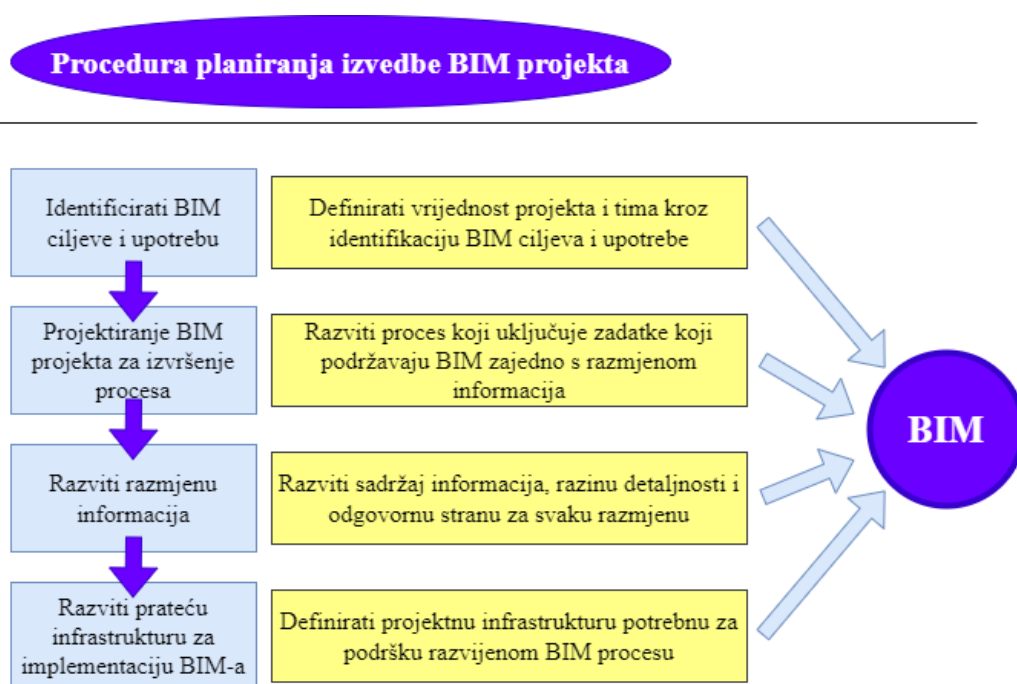 Procedura planiranja izvedbe BIM projekta
Identificirati BIM
ciljeve i upotrebu
Definirati vrijednost projekta i tima kroz
identifikaciju BIM ciljeva i upotrebe
Projektiranje BIM
projekta za izvršenje
procesa
Razviti proces koji uključuje zadatke koji
podržavaju BIM zajedno s razmjenom
informacija
BIM
Razviti razmjenu
informacija
Razviti sadržaj informacija, razinu detaljnosti i
odgovornu stranu za svaku razmjenu
Razviti prateću
infrastrukturu za
implementaciju BIM-a
Definirati projektnu infrastrukturu potrebnu za
podršku razvijenom BIM procesu